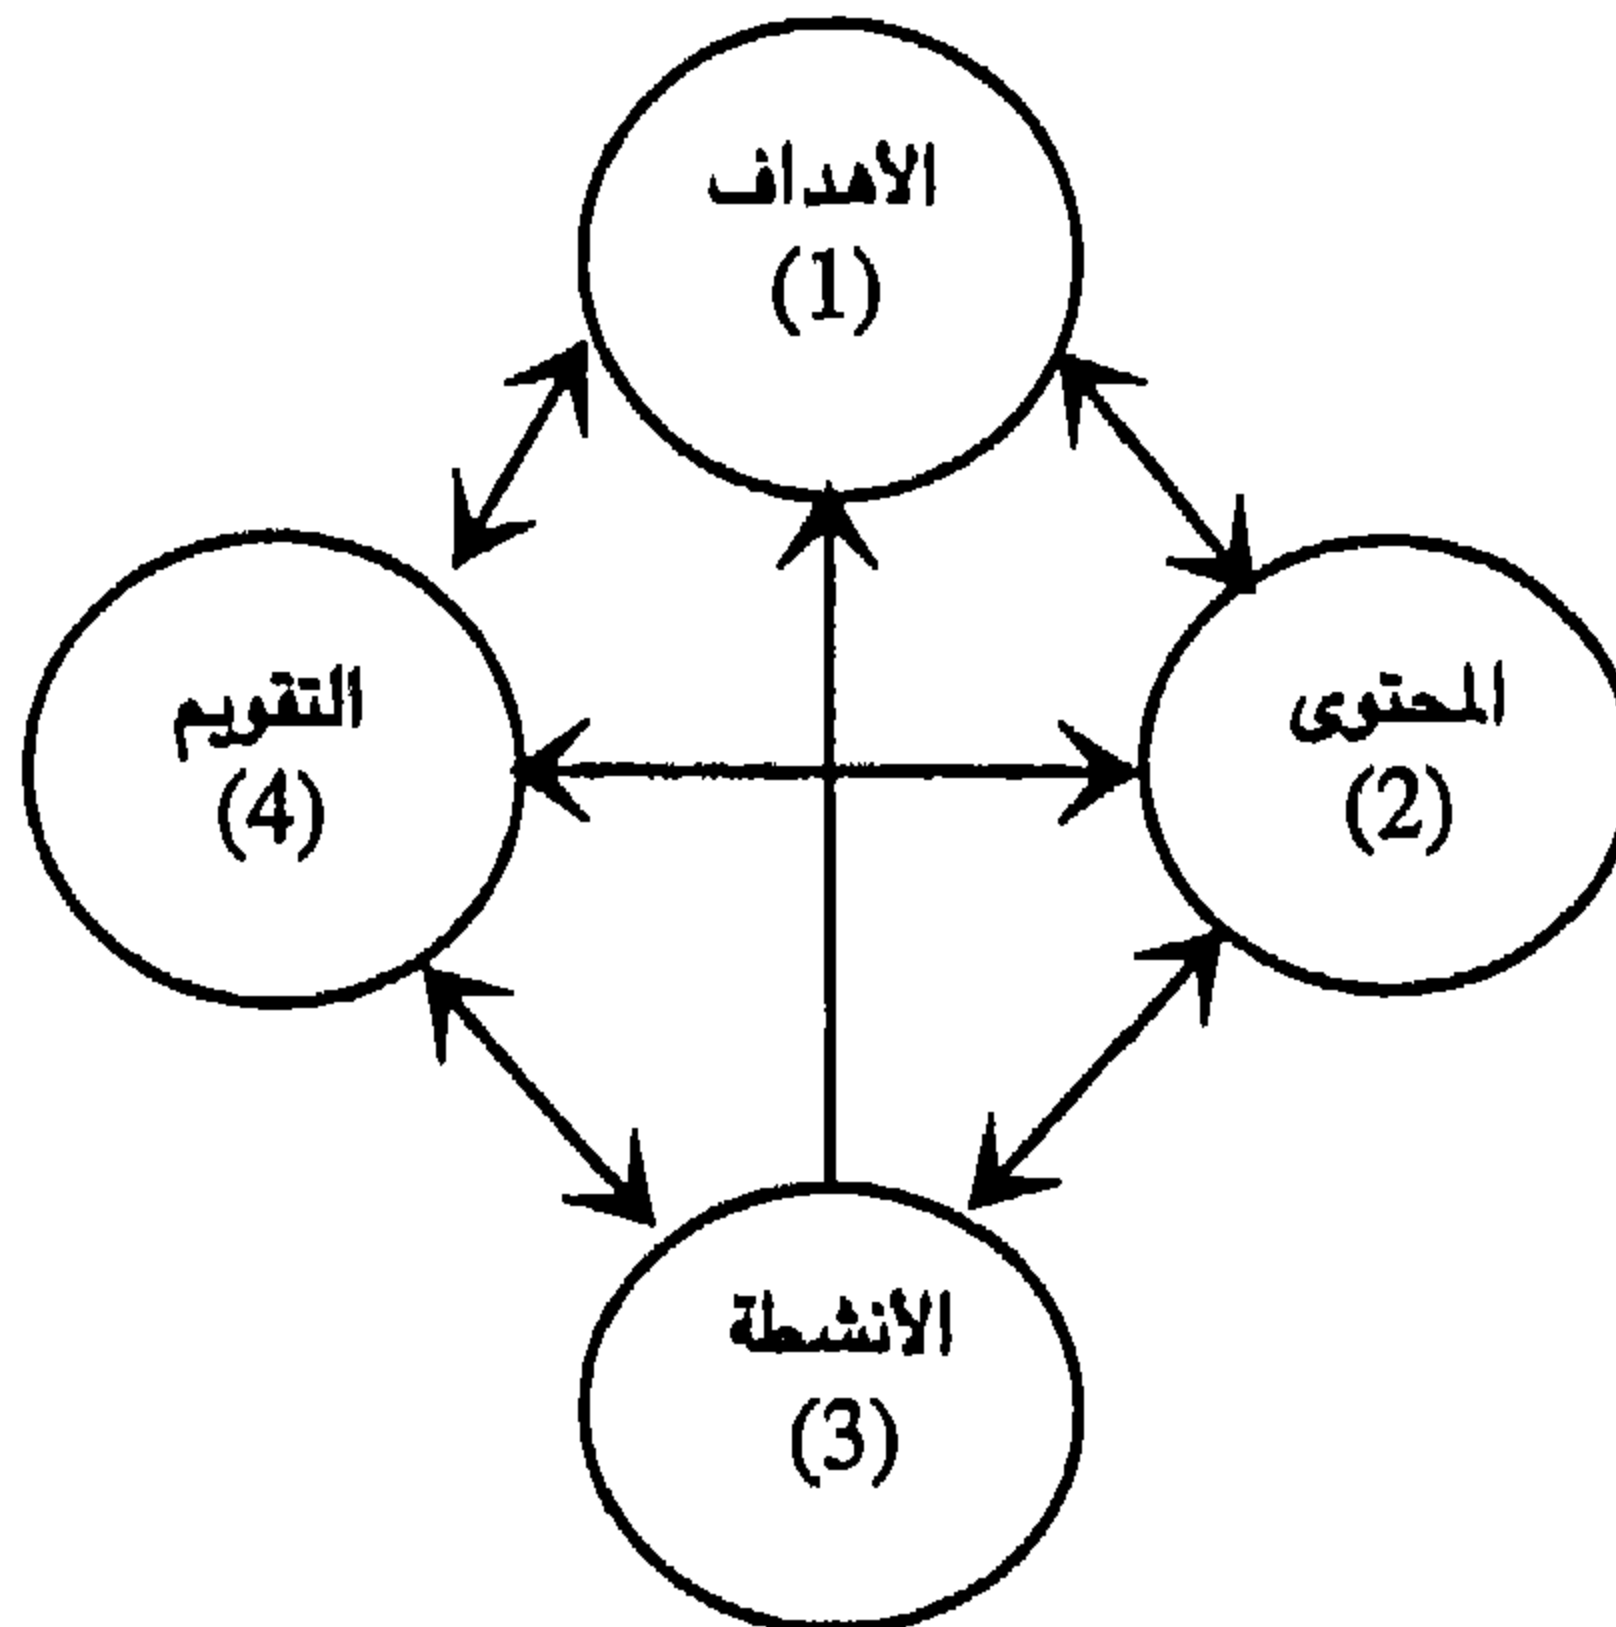 الأهداف
(1)
المحتوى
(2)
الأنشطة
(3)
التقويم
(4)